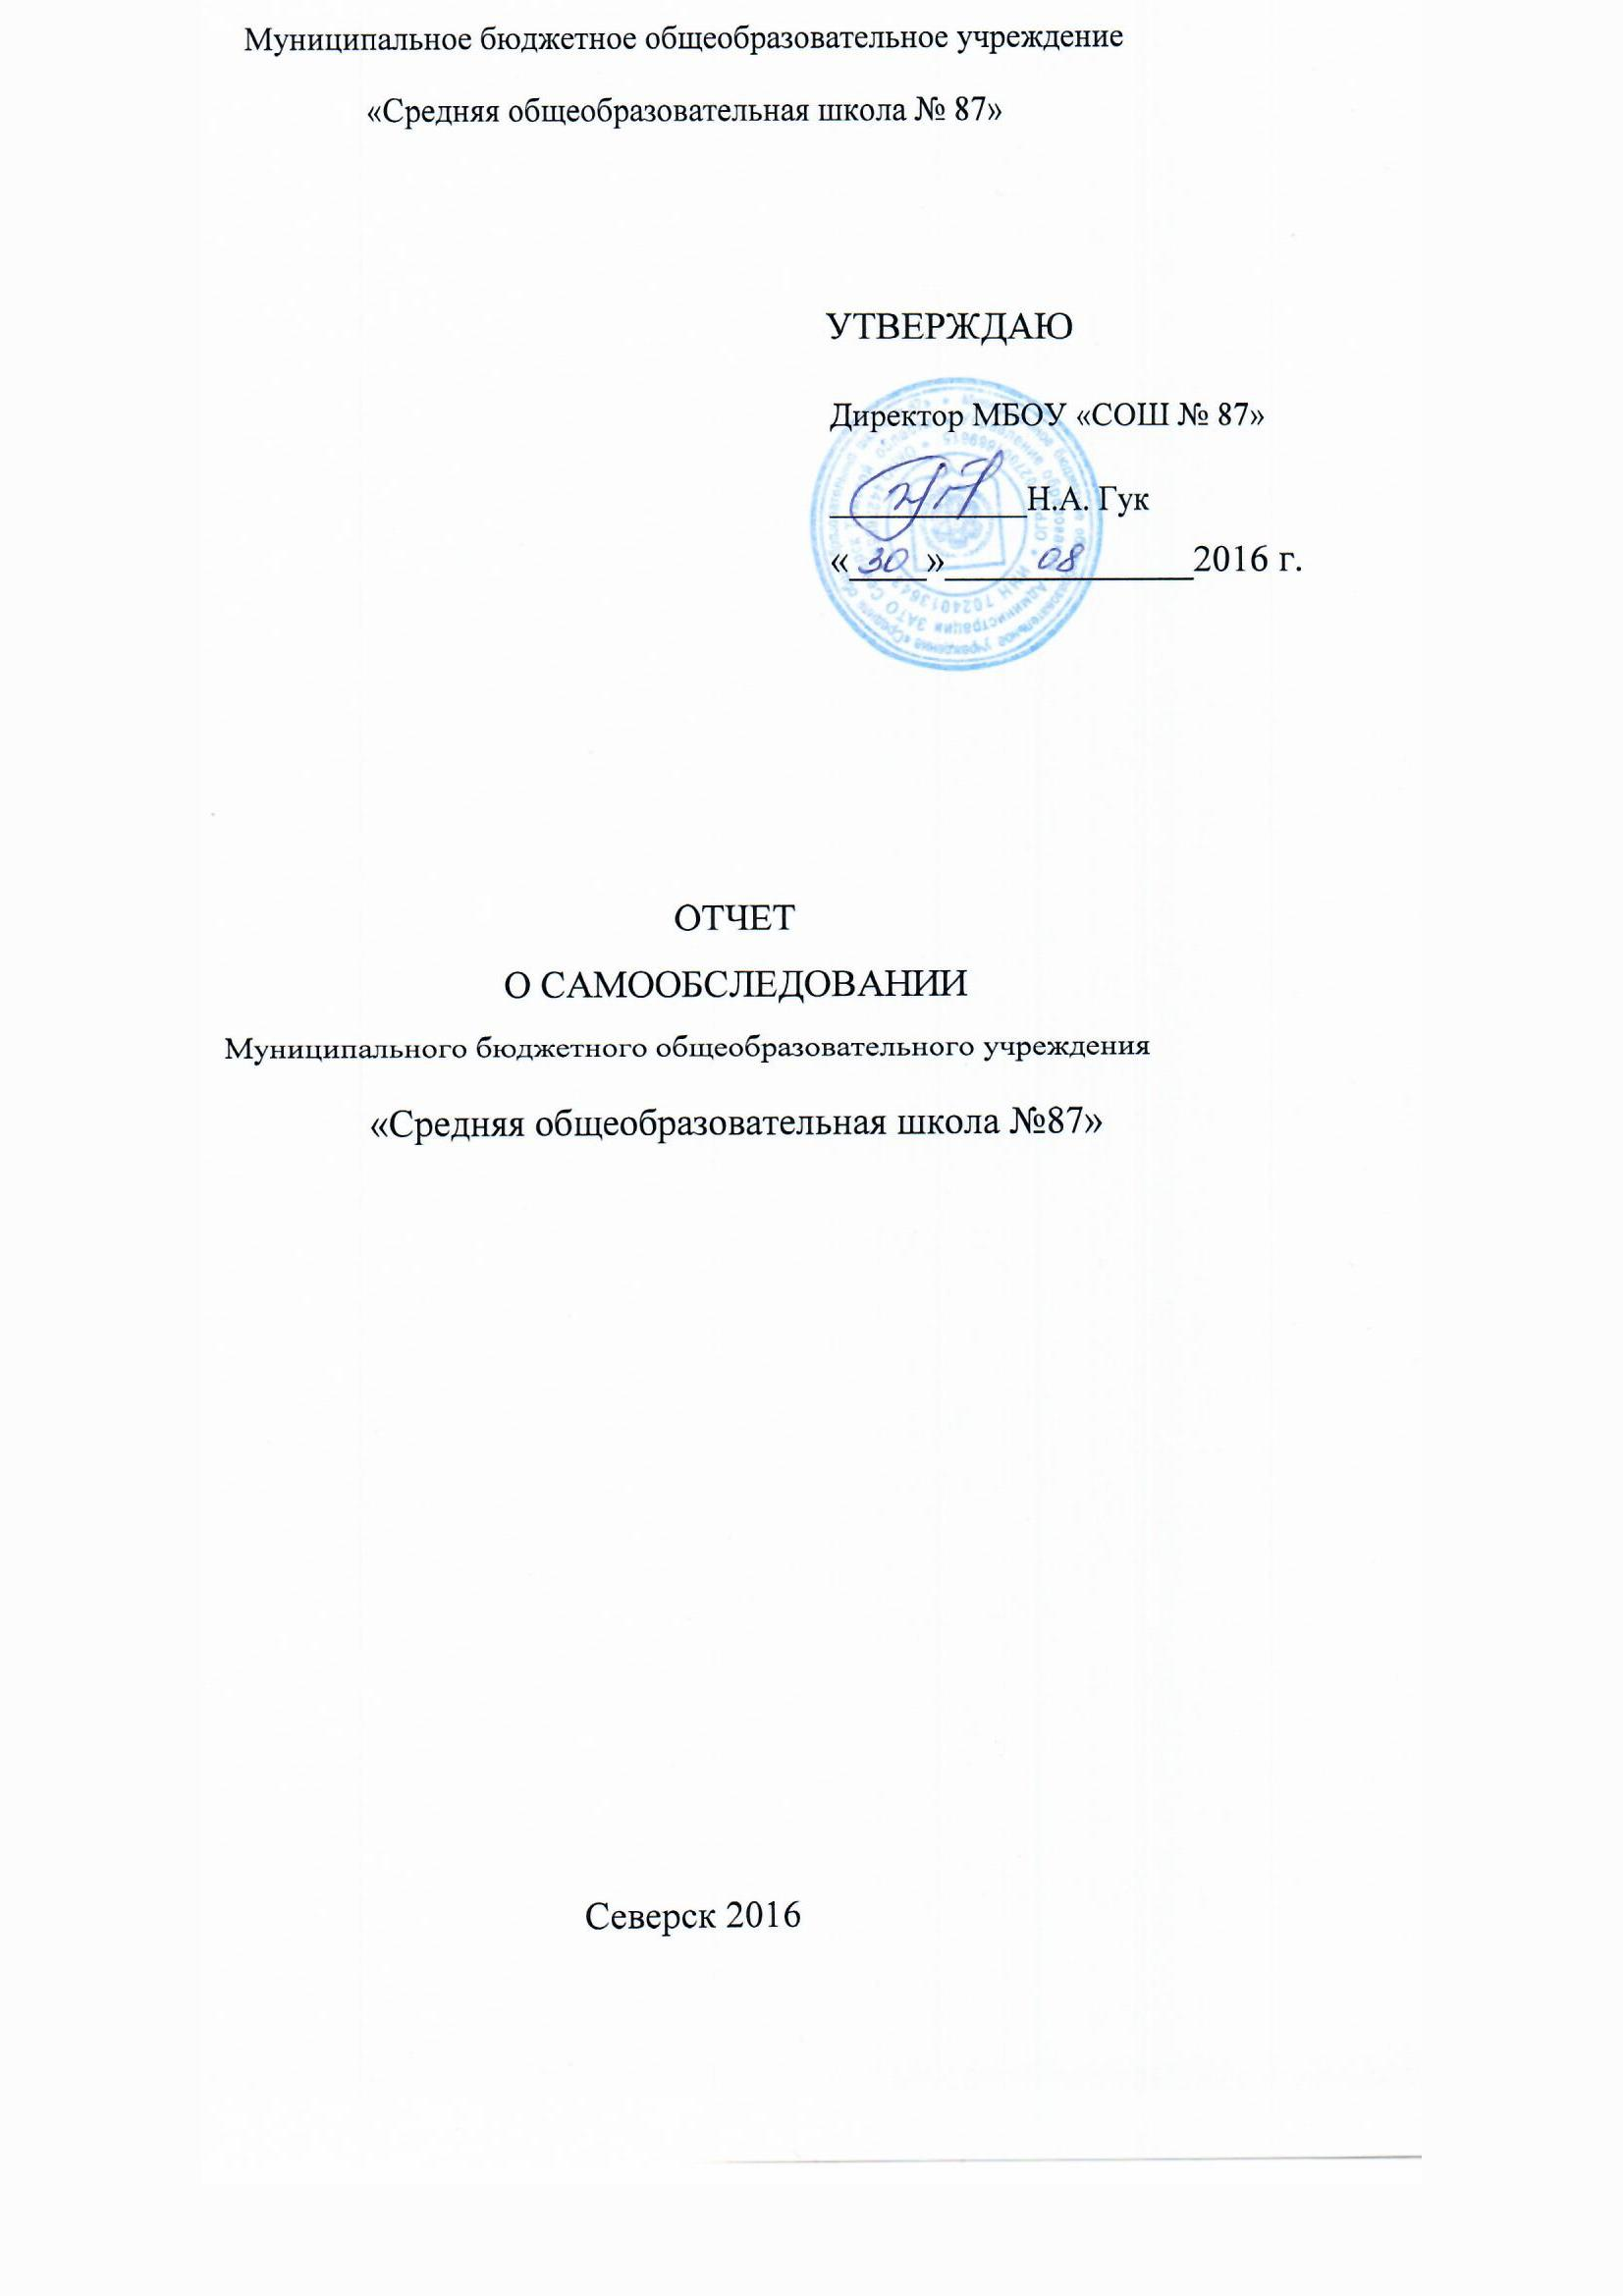 Муниципальное бюджетное общеобразовательное учреждение
«Средняя общеобразовательная школа № 87»
УТВЕРЖДАЮ
Директор МБОУ «СОШ № 87»
Н.А. Гук
«30» 08 2016 г.
ОТЧЕТ
О САМООБСЛЕДОВАНИИ
Муниципального бюджетного общеобразовательного учреждения
«Средняя общеобразовательная школа №87»
Северск 2016